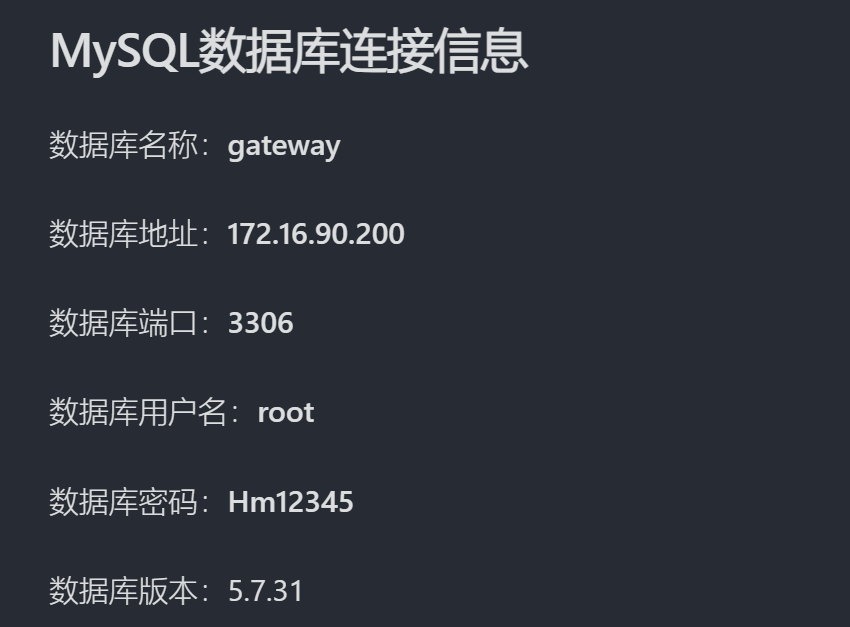 MySQL数据库连接信息
数据库名称：gateway
数据库地址：172.16.90.200
数据库端口：3306
数据库用户名：root
数据库密码：Hm12345
数据库版本：5.7.31